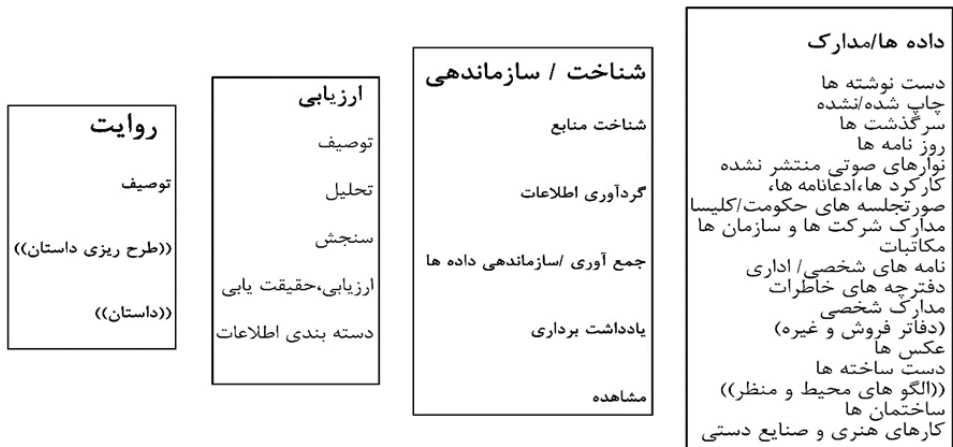 داده ها/مدارک
دست نوشته ها
چاپ شده/نشده
سرگذشت ها
روز نامه ها
نوارهای صوتی منتشر نشده
کارکرد ها،ادعانامه ها،
صورتجلسه های حکومت/کلیسا
مدارک شرکت ها و سازمان ها
مکاتبات
نامه های شخصی/ اداری
دفترچه های خاطرات
مدارک شخصی
(دفاتر فروش و غیره)
عکس ها
دست ساخته ها
((الگو های محیط و منظر))
ساختمان ها
کارهای هنری و صنایع دستی
شناخت / سازماندهی
شناخت منابع
گردآوری اطلاعات
جمع آوری /سازماندهی داده ها
یادداشت برداری
مشاهده
ارزیابی
توصیف
تحلیل
سنجش
ارزیابی،حقیقت یابی
دسته بندی اطلاعات
روایت
توصیف
((طرح ریزی داستان))
((داستان))